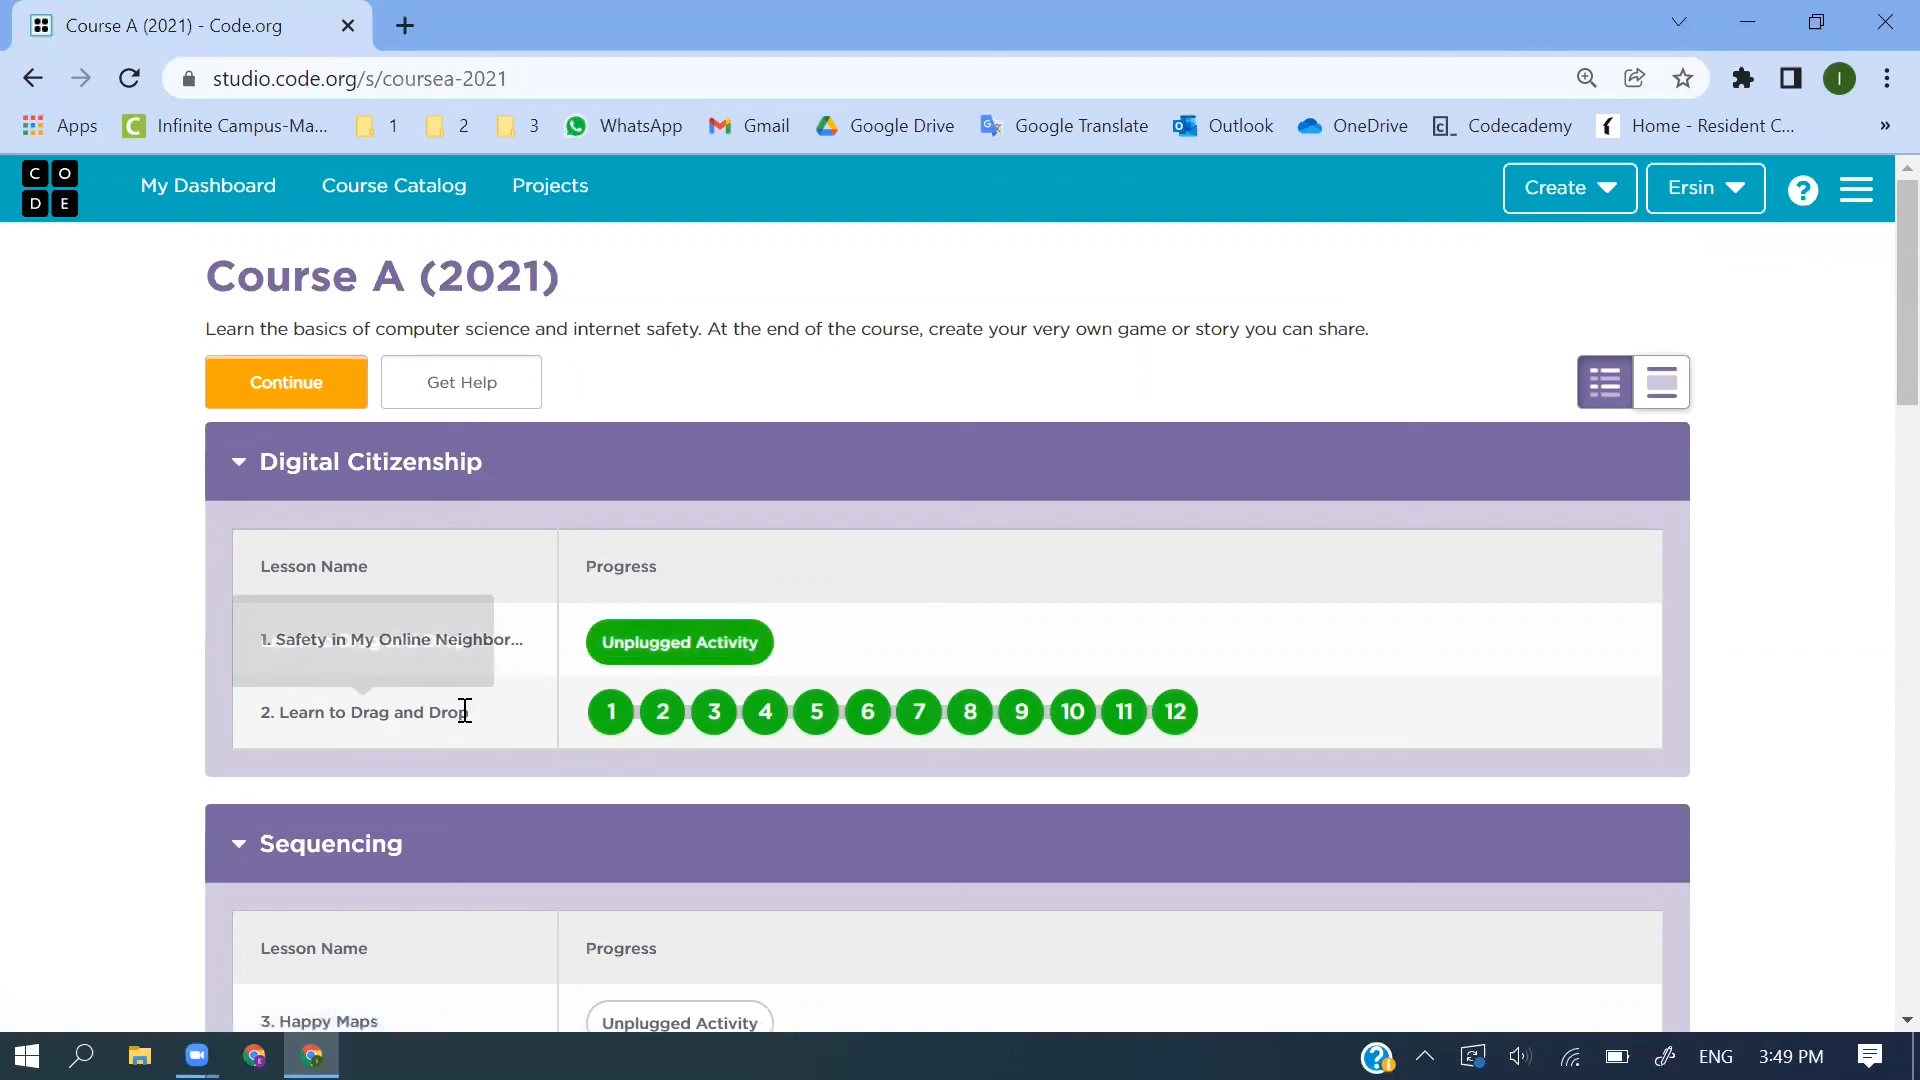 Course A (2021) - Code.org
studio.code.org/s/coursea-2021
I
Apps Infinite Campus-Ma... 1 2 3 WhatsApp Gmail Google Drive Google Translate Outlook OneDrive Codecademy Home - Resident C... »
CODE My Dashboard Course Catalog Projects Create Ersin ?
Course A (2021)
Learn the basics of computer science and internet safety. At the end of the course, create your very own game or story you can share.
Continue Get Help
Digital Citizenship
Lesson Name Progress
1. Safety in My Online Neighbor... Unplugged Activity
2. Learn to Drag and Drop 1 2 3 4 5 6 7 8 9 10 11 12
Sequencing
Lesson Name Progress
3. Happy Maps Unplugged Activity
ENG 3:49 PM